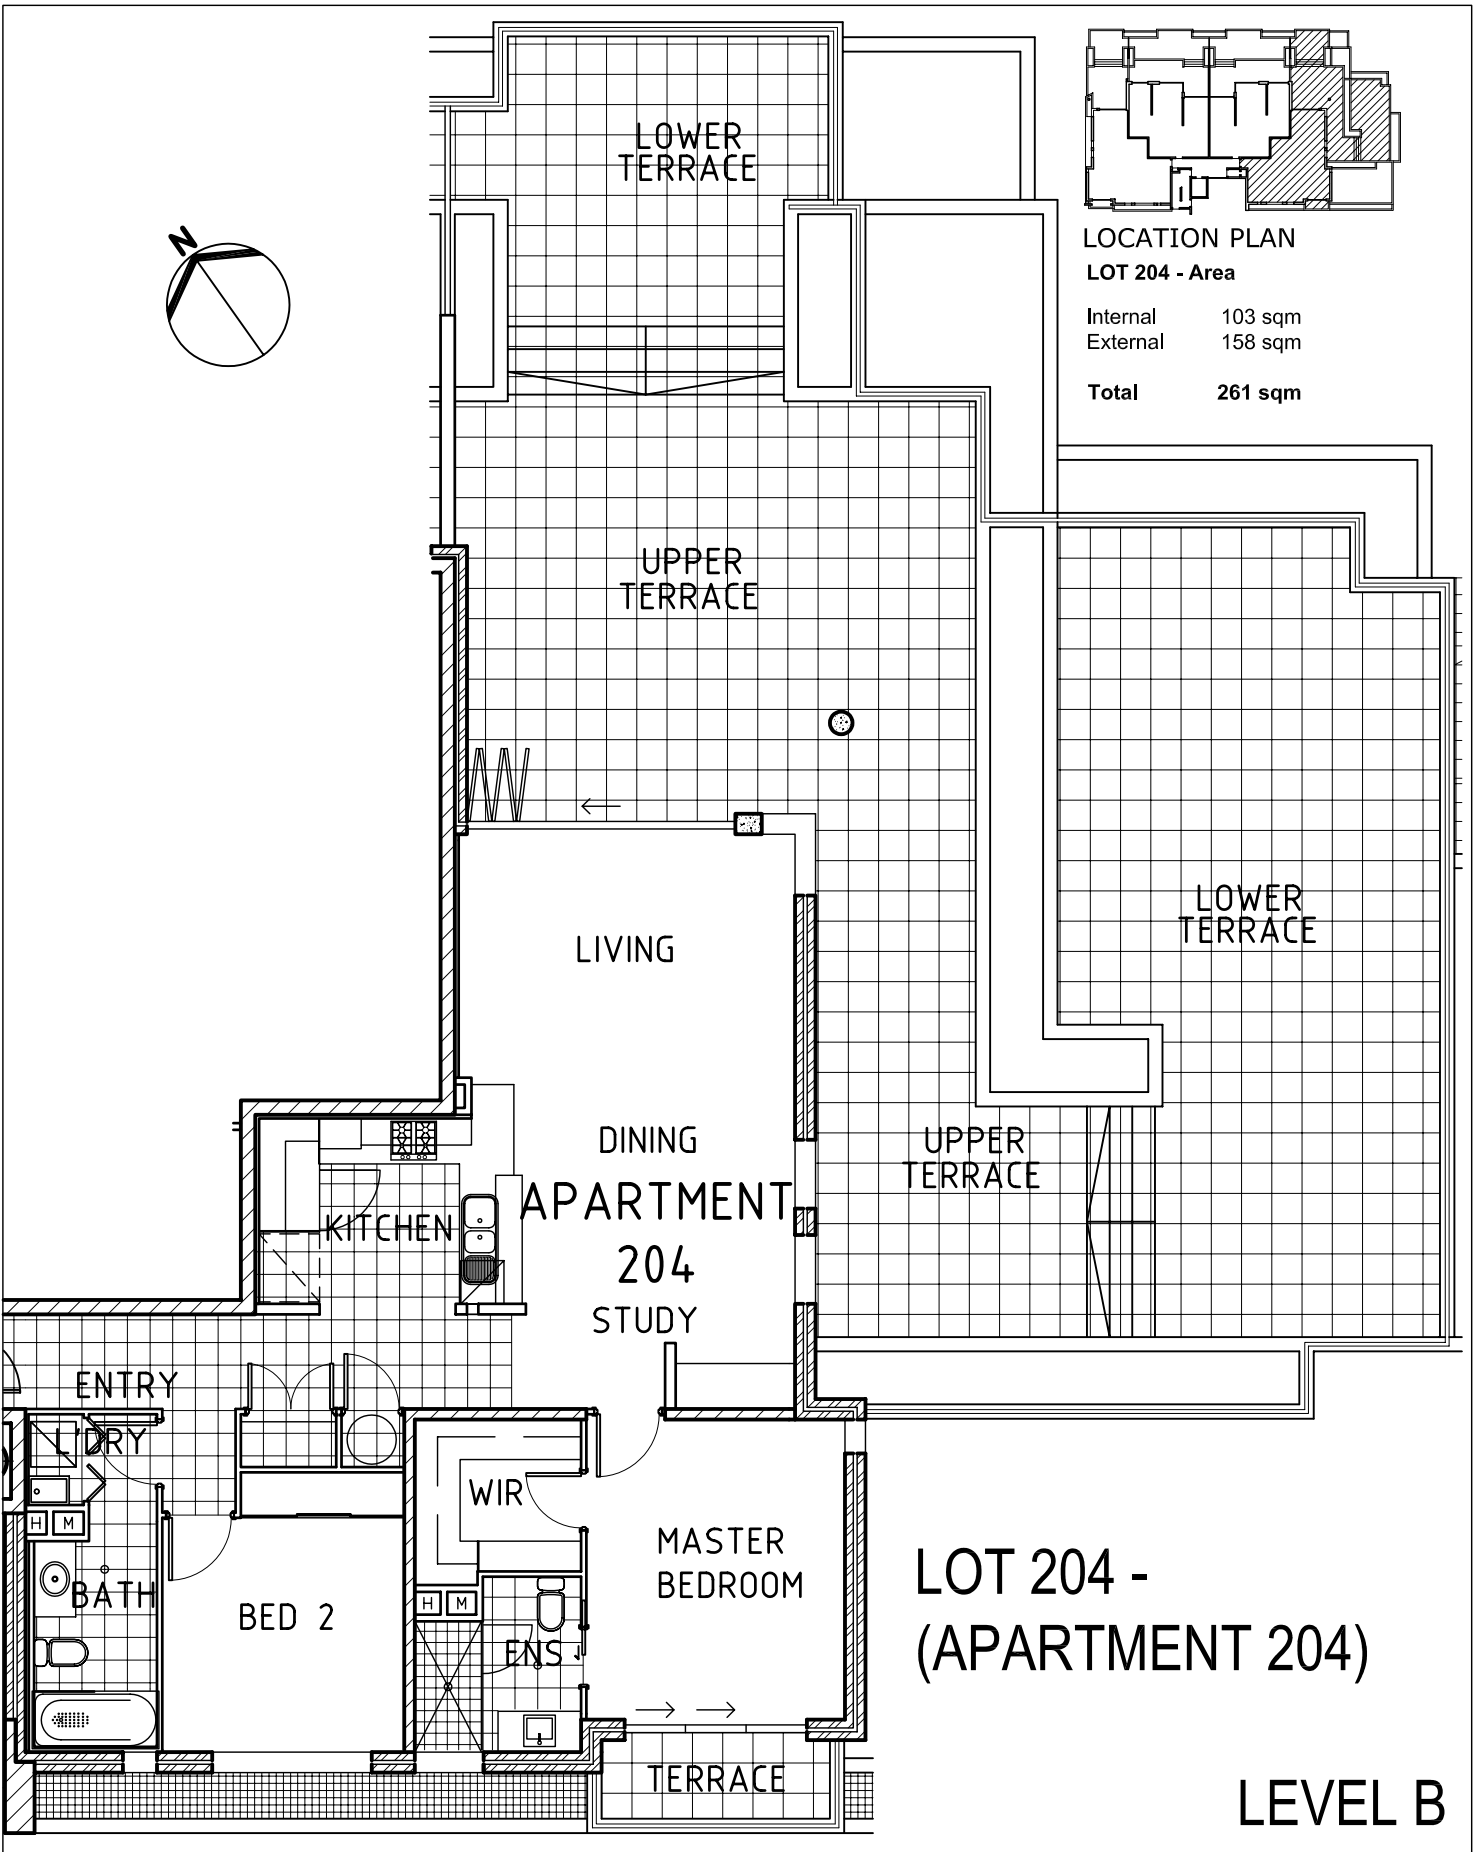 LOWER
TERRACE
N
LOCATION PLAN
LOT 204 - Area
Internal 103 sqm
External 158 sqm
Total 261 sqm
UPPER
TERRACE
LOWER
TERRACE
LIVING
DINING
UPPER
TERRACE
APARTMENT
204
KITCHEN
STUDY
ENTRY
L'DRY
WIR
H M
MASTER
BEDROOM
BATH
BED 2
H M
ENS
TERRACE
LOT 204 -
(APARTMENT 204)
LEVEL B